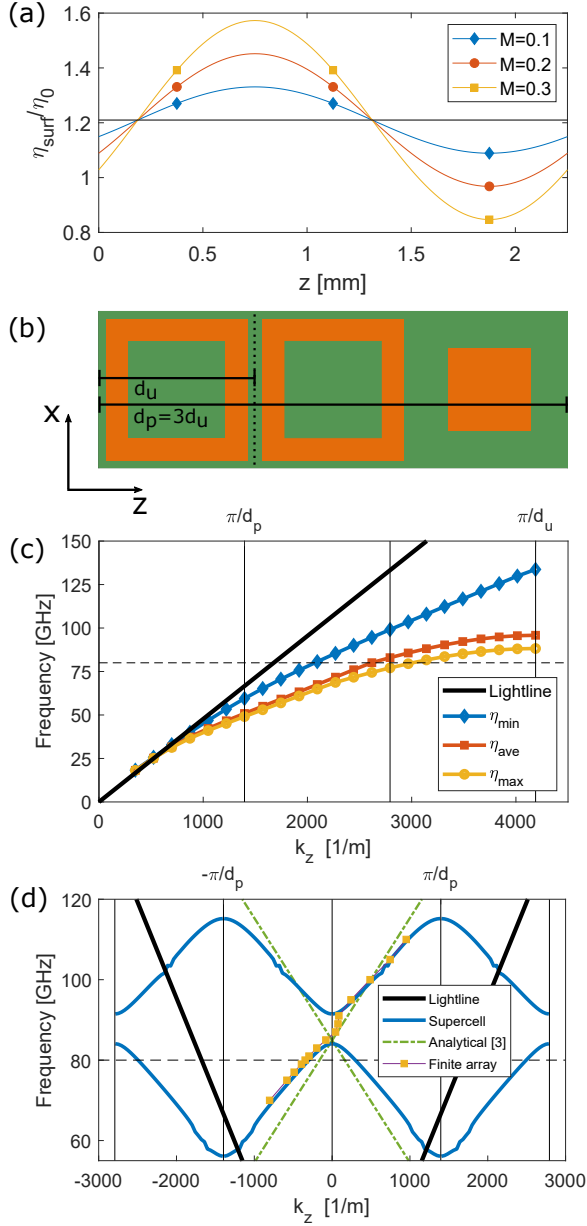 (a)
1.6
1.4
1.2
1
0.8
η_surf/η_0
M=0.1
M=0.2
M=0.3
0 0.5 1 1.5 2
z [mm]
(b)
d_u
d_p=3d_u
x
z
(c)
π/d_p π/d_u
150
125
100
75
50
25
0
Frequency [GHz]
Lightline
η_min
η_ave
η_max
0 1000 2000 3000 4000
k_z [1/m]
(d)
-π/d_p π/d_p
120
100
80
60
Frequency [GHz]
Lightline
Supercell
Analytical [3]
Finite array
-3000 -2000 -1000 0 1000 2000 3000
k_z [1/m]